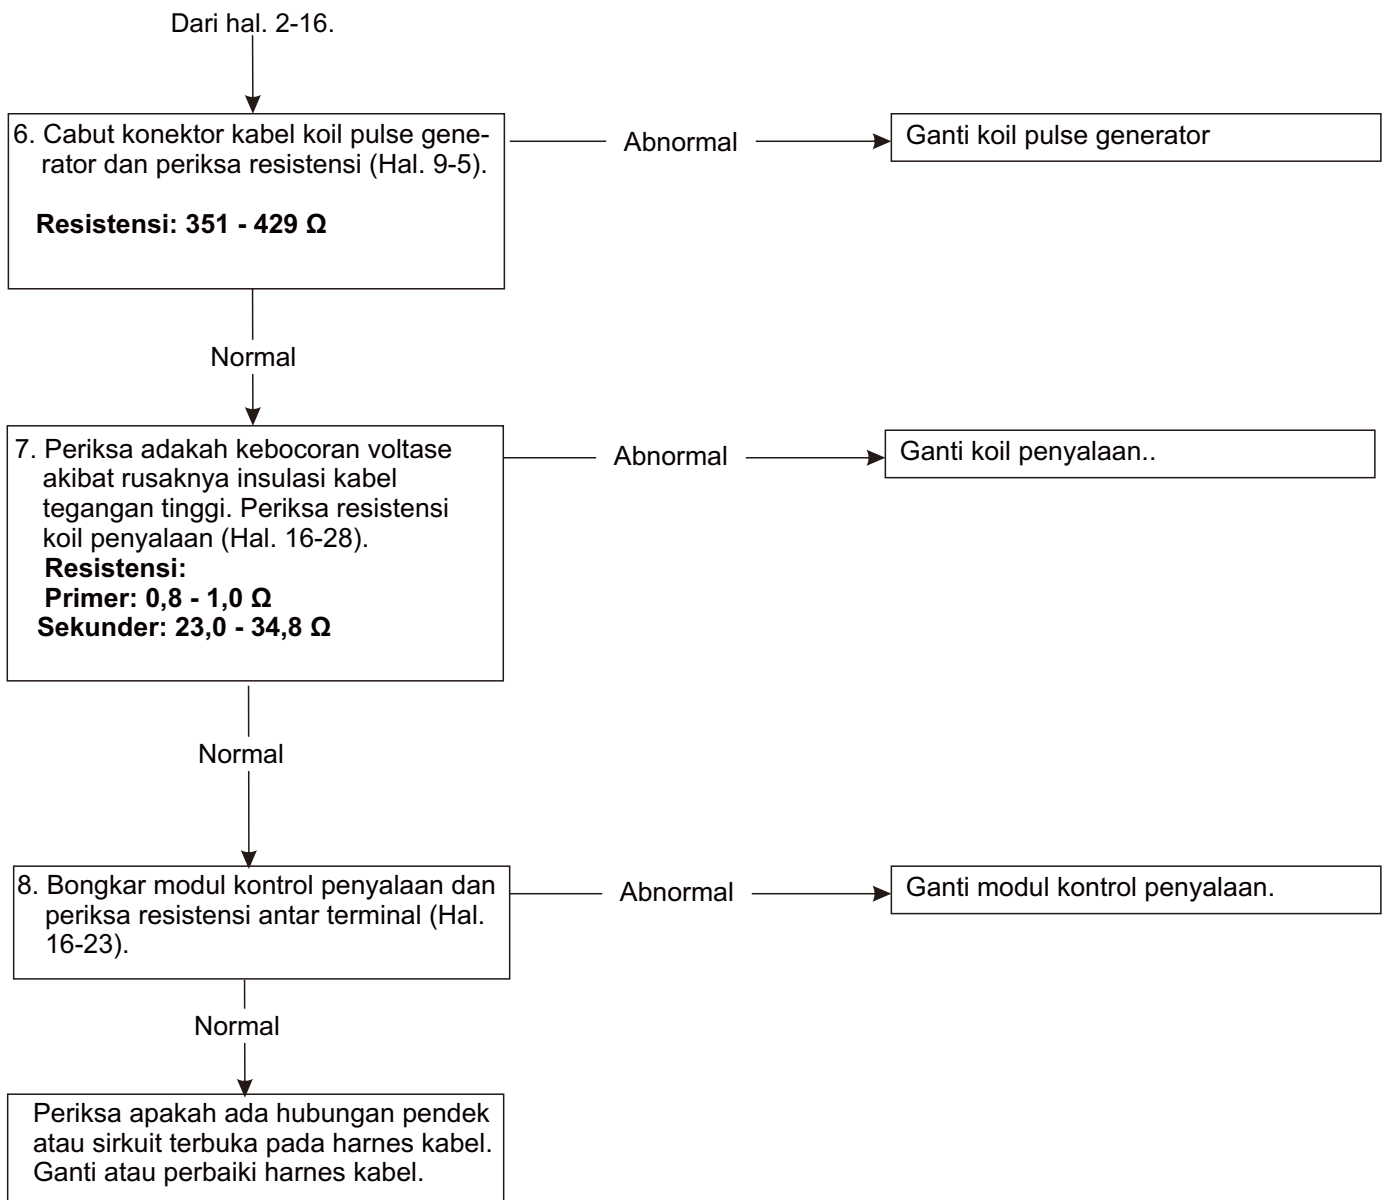 Dari hal. 2-16.
6. Cabut konektor kabel koil pulse gene-
rator dan periksa resistensi (Hal. 9-5).
Resistensi: 351 - 429 Ω
Abnormal
Ganti koil pulse generator
Normal
7. Periksa adakah kebocoran voltase
akibat rusaknya insulasi kabel
tegangan tinggi. Periksa resistensi
koil penyalaan (Hal. 16-28).
Resistensi:
Primer: 0,8 - 1,0 Ω
Sekunder: 23,0 - 34,8 Ω
Abnormal
Ganti koil penyalaan..
Normal
8. Bongkar modul kontrol penyalaan dan
periksa resistensi antar terminal (Hal.
16-23).
Abnormal
Ganti modul kontrol penyalaan.
Normal
Periksa apakah ada hubungan pendek
atau sirkuit terbuka pada harnes kabel.
Ganti atau perbaiki harnes kabel.